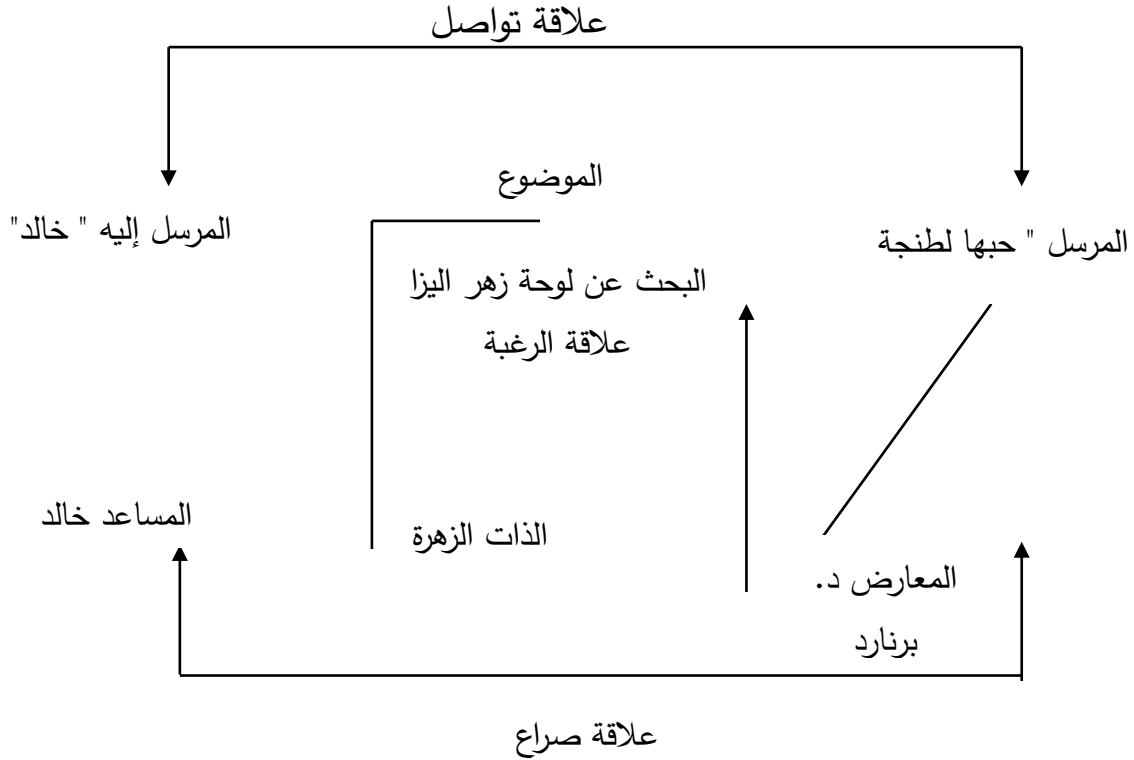 علاقة تواصل
الموضوع
المرسل " حبها لطنجة
المرسل إليه " خالد"
البحث عن لوحة زهر اليزا
علاقة الرغبة
الذات الزهرة
المساعد خالد
المعارض د.
برنارد
علاقة صراع